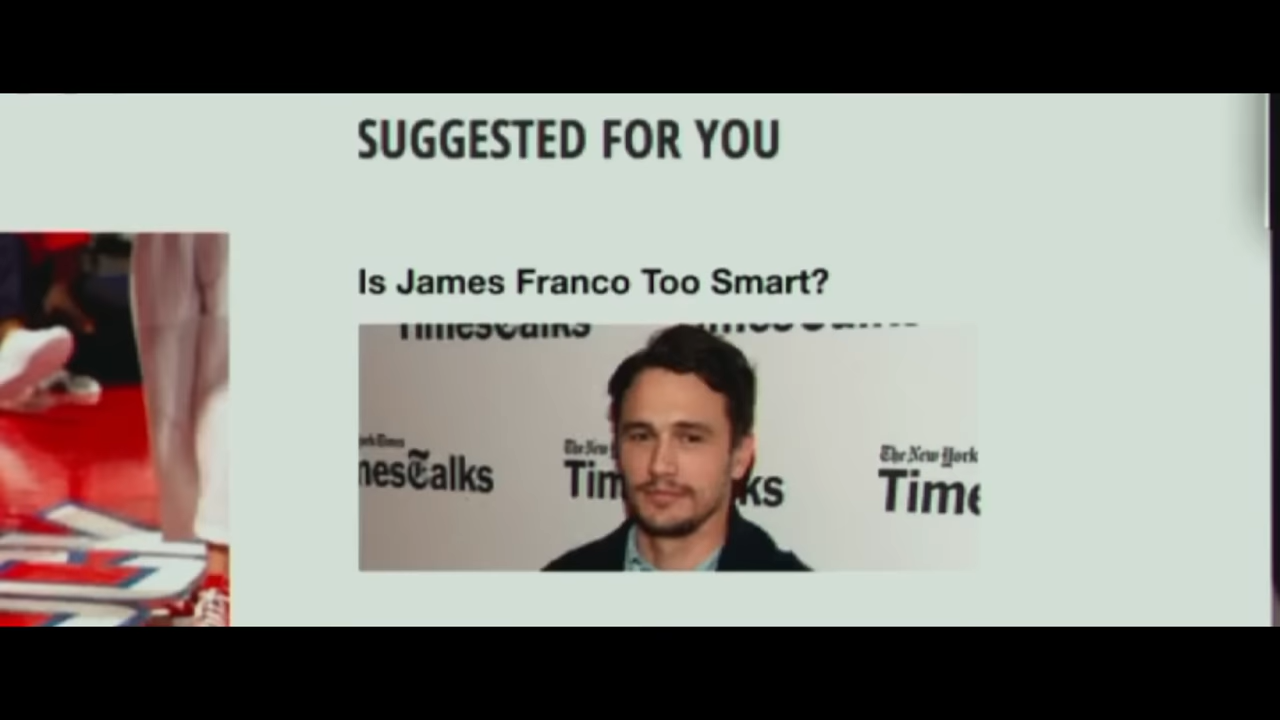 SUGGESTED FOR YOU
Is James Franco Too Smart?
TimesTalks
The New York
Times
TimesTalks